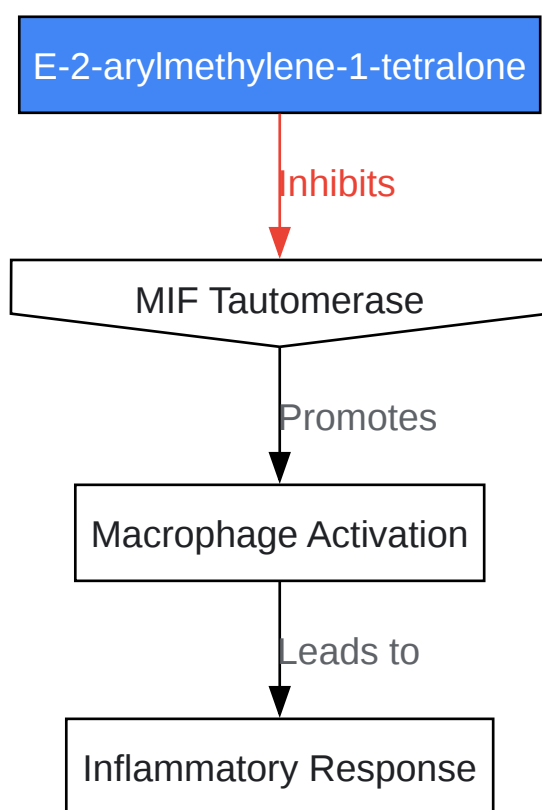 E-2-arylmethylene-1-tetralone
Inhibits
MIF Tautomerase
Promotes
Macrophage Activation
Leads to
Inflammatory Response